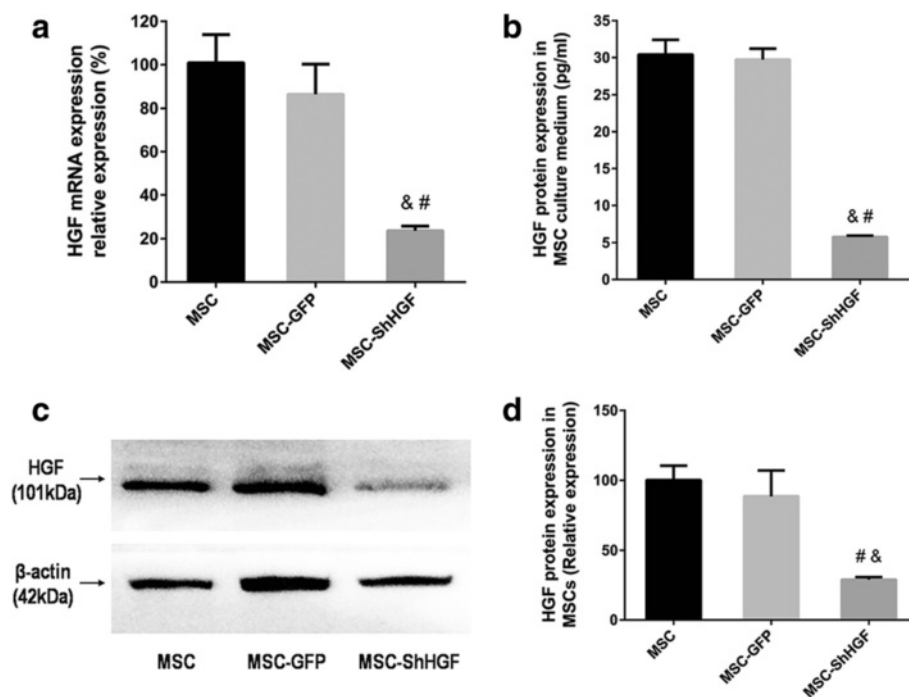 a
HGF mRNA expression
relative expression (%)
120
100
80
60
40
20
0
& #
MSC
MSC-GFP
MSC-ShHGF
b
HGF protein expression in
MSC culture medium (pg/ml)
35
30
25
20
15
10
5
0
& #
MSC
MSC-GFP
MSC-ShHGF
c
HGF
(101kDa)
β-actin
(42kDa)
MSC MSC-GFP MSC-ShHGF
d
HGF protein expression in
MSCs (Relative expression)
150
100
50
0
# &
MSC
MSC-GFP
MSC-ShHGF